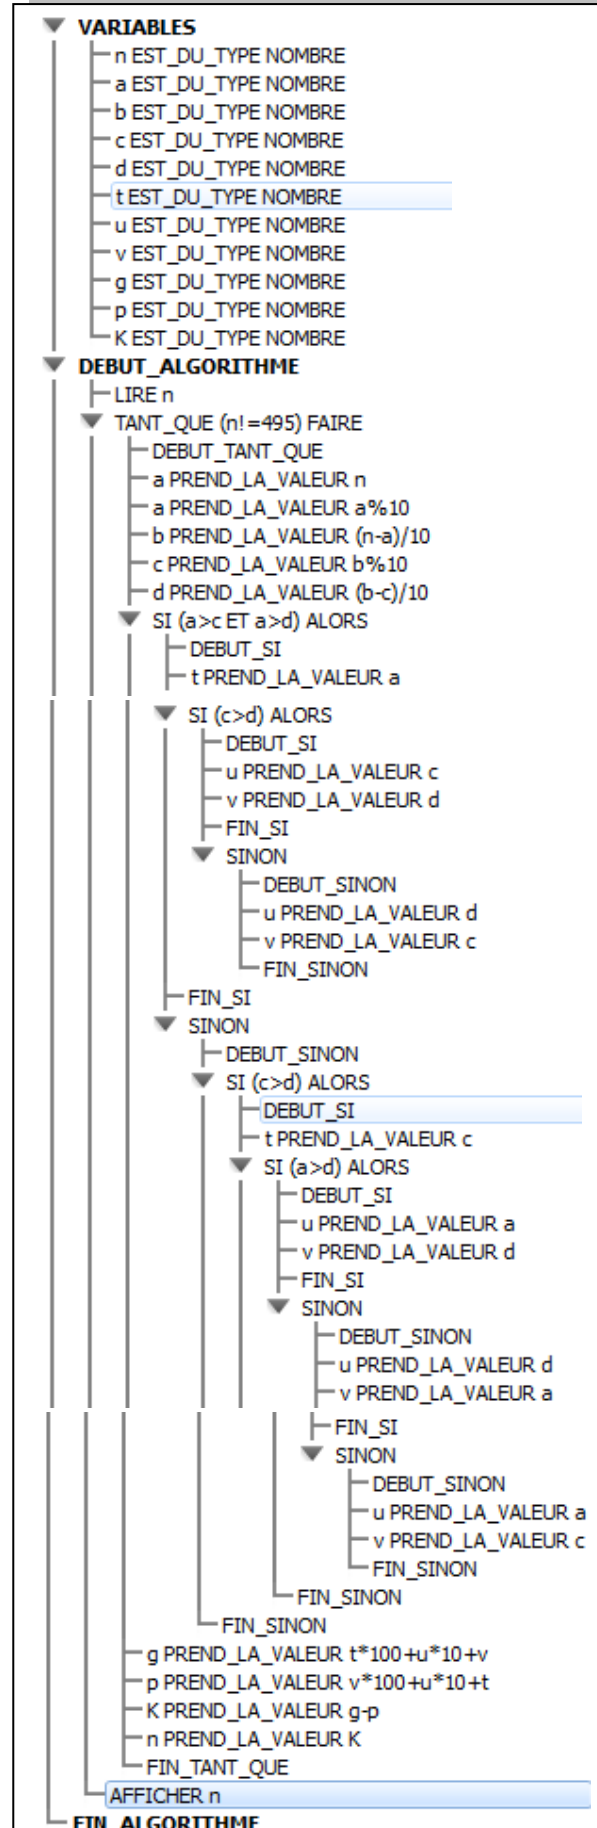 VARIABLES
n EST_DU_TYPE NOMBRE
a EST_DU_TYPE NOMBRE
b EST_DU_TYPE NOMBRE
c EST_DU_TYPE NOMBRE
d EST_DU_TYPE NOMBRE
t EST_DU_TYPE NOMBRE
u EST_DU_TYPE NOMBRE
v EST_DU_TYPE NOMBRE
g EST_DU_TYPE NOMBRE
p EST_DU_TYPE NOMBRE
K EST_DU_TYPE NOMBRE
DEBUT_ALGORITHME
LIRE n
TANT_QUE (n!=495) FAIRE
DEBUT_TANT_QUE
a PREND_LA_VALEUR n
a PREND_LA_VALEUR a%10
b PREND_LA_VALEUR (n-a)/10
c PREND_LA_VALEUR b%10
d PREND_LA_VALEUR (b-c)/10
SI (a>c ET a>d) ALORS
DEBUT_SI
t PREND_LA_VALEUR a
SI (c>d) ALORS
DEBUT_SI
u PREND_LA_VALEUR c
v PREND_LA_VALEUR d
FIN_SI
SINON
DEBUT_SINON
u PREND_LA_VALEUR d
v PREND_LA_VALEUR c
FIN_SINON
FIN_SI
SINON
DEBUT_SINON
SI (c>d) ALORS
DEBUT_SI
t PREND_LA_VALEUR c
SI (a>d) ALORS
DEBUT_SI
u PREND_LA_VALEUR a
v PREND_LA_VALEUR d
FIN_SI
SINON
DEBUT_SINON
u PREND_LA_VALEUR d
v PREND_LA_VALEUR a
FIN_SI
SINON
DEBUT_SINON
u PREND_LA_VALEUR a
v PREND_LA_VALEUR c
FIN_SINON
FIN_SINON
FIN_SINON
g PREND_LA_VALEUR t*100+u*10+v
p PREND_LA_VALEUR v*100+u*10+t
K PREND_LA_VALEUR g-p
n PREND_LA_VALEUR K
FIN_TANT_QUE
AFFICHER n
FIN_ALGORITHME